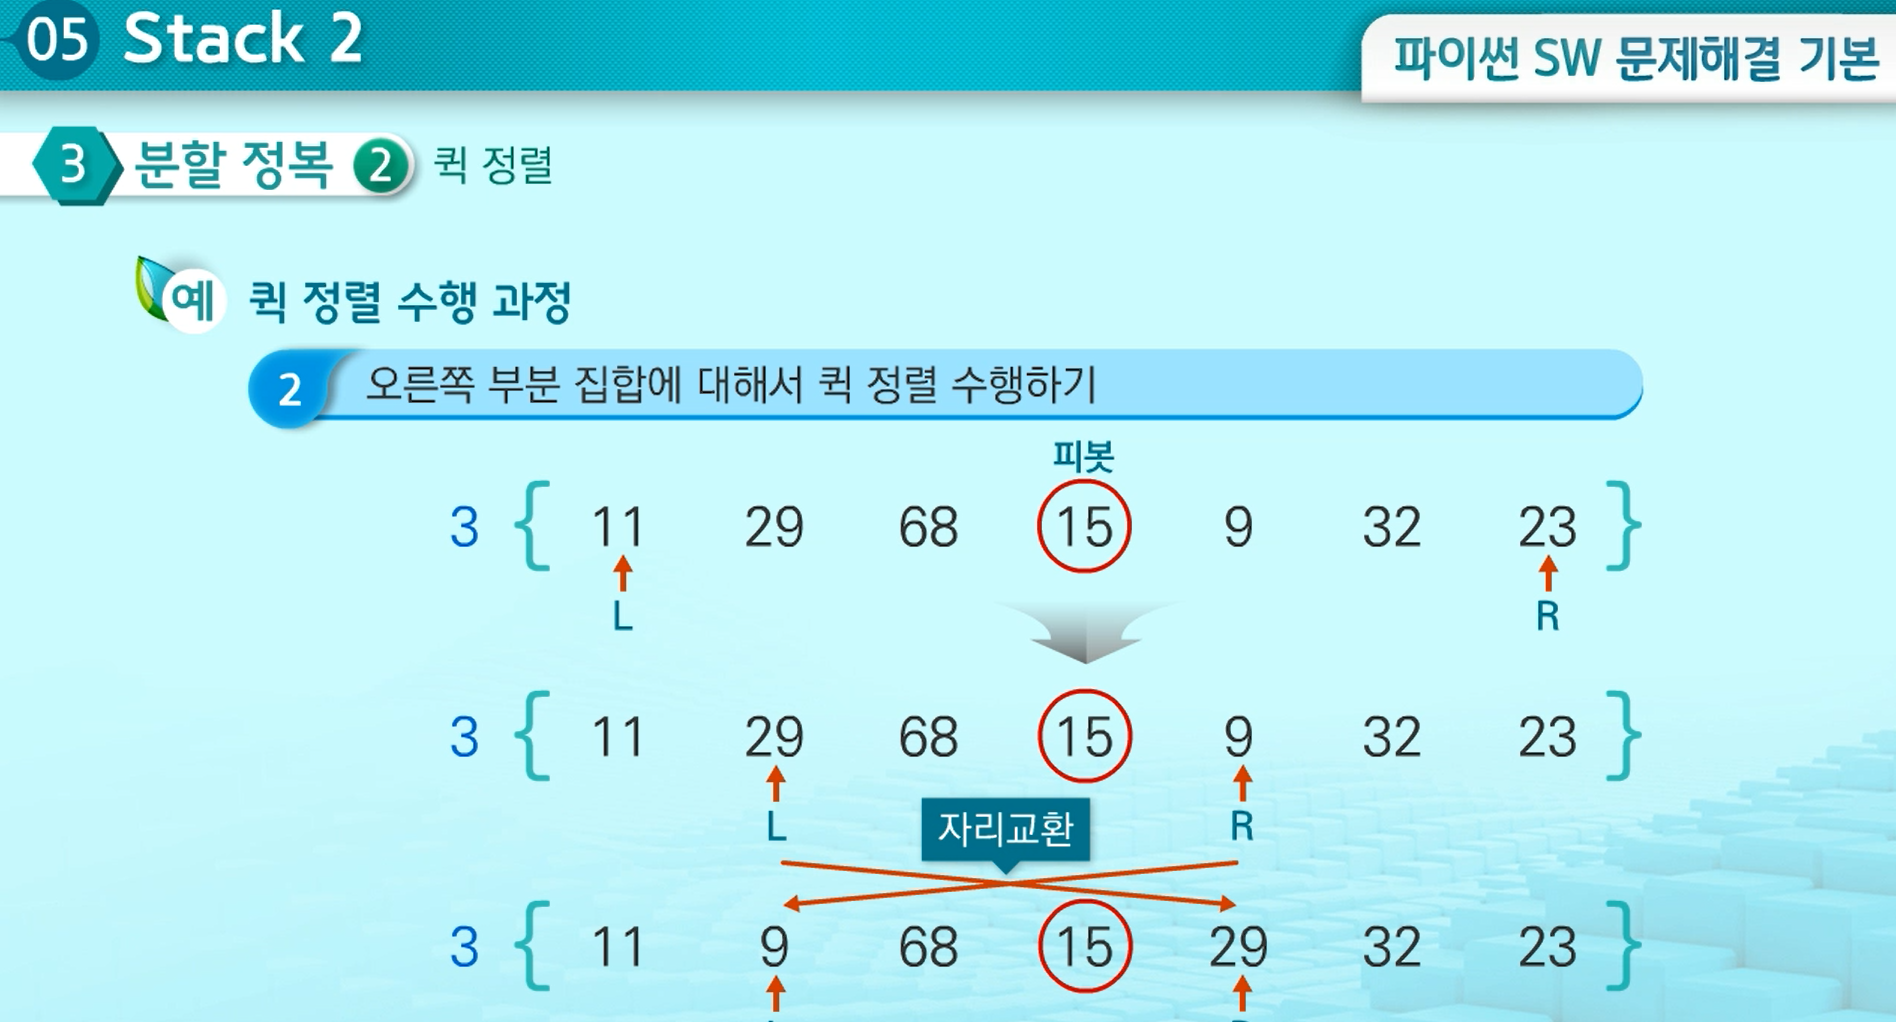 05 Stack 2
파이썬 SW 문제해결 기본
3 분할 정복 2 퀵 정렬
예 퀵 정렬 수행 과정
2 오른쪽 부분 집합에 대해서 퀵 정렬 수행하기
피봇
3 { 11 29 68 15 9 32 23 }
L R
3 { 11 29 68 15 9 32 23 }
L R
자리교환
3 { 11 9 68 15 29 32 23 }